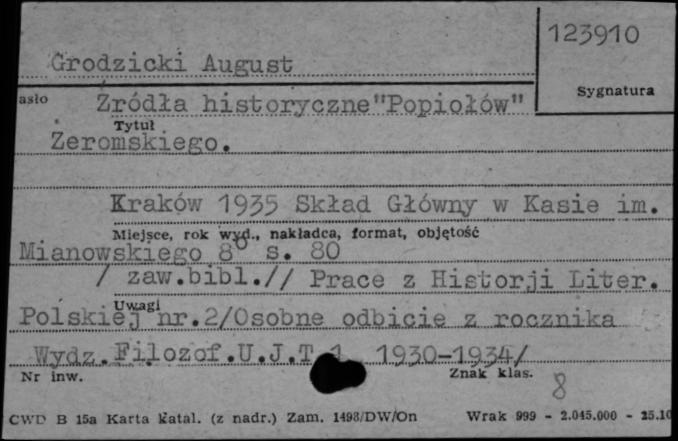 123910
Grodzicki August
Sygnatura
asło Źródła historyczne "Popiołów"
Tytuł
Żeromskiego.
Kraków 1935 Skład Główny w Kasie im.
Miejsce, rok wyd., nakładca, format, objętość
Mianowskiego 8° s. 80
/ zaw.bibl.// Prace z Historji Liter.
Uwagi
Polskiej nr.2/Osobne odbicie z rocznika
Wydz.Filozof.U.J.T 1 1930-1934/
Nr inw. Znak klas.
8
CWD B 15a Karta katal. (z nadr.) Zam. 1493/DW/On Wrak 999 - 2.045.000 - 25.10